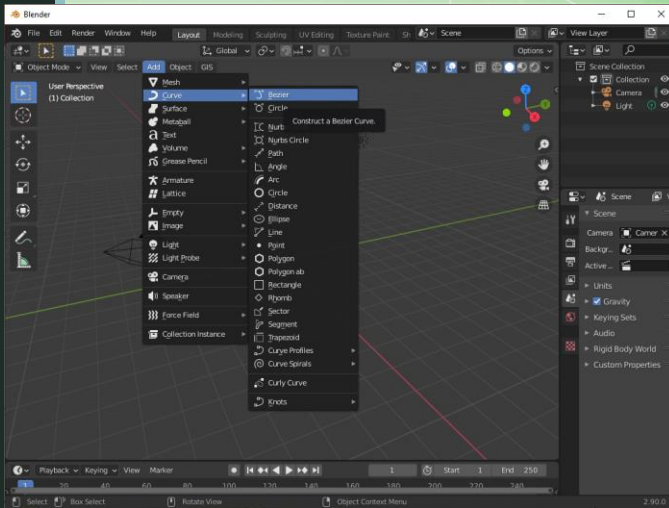 Blender
File Edit Render Window Help Layout Modeling Sculpting UV Editing Texture Paint Sh Scene View Layer
Global Options
Object Mode View Select Add Object GIS
User Perspective
(1) Collection
Mesh
Curve
Surface
Metaball
Text
Volume
Grease Pencil
Armature
Lattice
Empty
Image
Light
Light Probe
Camera
Speaker
Force Field
Collection Instance
Bezier
Circle
Construct a Bezier Curve.
Nurbs Circle
Path
Angle
Arc
Circle
Distance
Ellipse
Line
Point
Polygon
Polygon ab
Rectangle
Rhomb
Sector
Segment
Trapezoid
Curve Profiles
Curve Spirals
Curly Curve
Knots
Z
Scene Collection
Collection
Camera
Light
Scene
Scene
Camera Camer
Backgr..
Active ..
Units
Gravity
Keying Sets
Audio
Rigid Body World
Custom Properties
Playback Keying View Marker 1 Start 1 End 250
1 20 40 60 80 100 120 140 160 180 200 220 240
Select Box Select Rotate View Object Context Menu 2.90.0